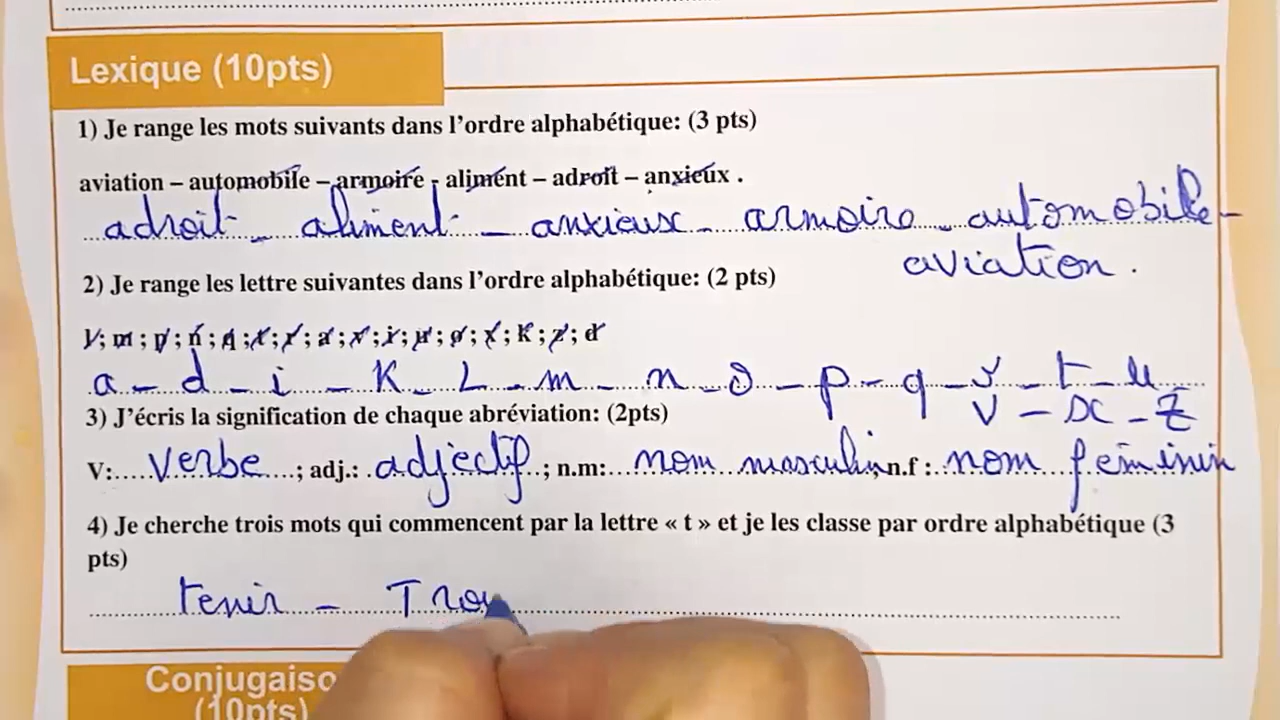 Lexique (10pts)
1) Je range les mots suivants dans l'ordre alphabétique: (3 pts)
aviation – automobile – armoire - aliment – adroit – anxieux .
adroit - aliment - anxieux - armoire - automobile -
aviation .
2) Je range les lettre suivantes dans l'ordre alphabétique: (2 pts)
m ; p ; n ; q ; a ; K ; z ; d
a - d - i - K - L - m - n - o - p - q - r - t - u
v - x - z
3) J'écris la signification de chaque abréviation: (2pts)
V: verbe ; adj.: adjectif ; n.m: nom masculin n.f : nom féminin
4) Je cherche trois mots qui commencent par la lettre « t » et je les classe par ordre alphabétique (3
pts)
tenir - Trou
Conjugaiso
(10pts)